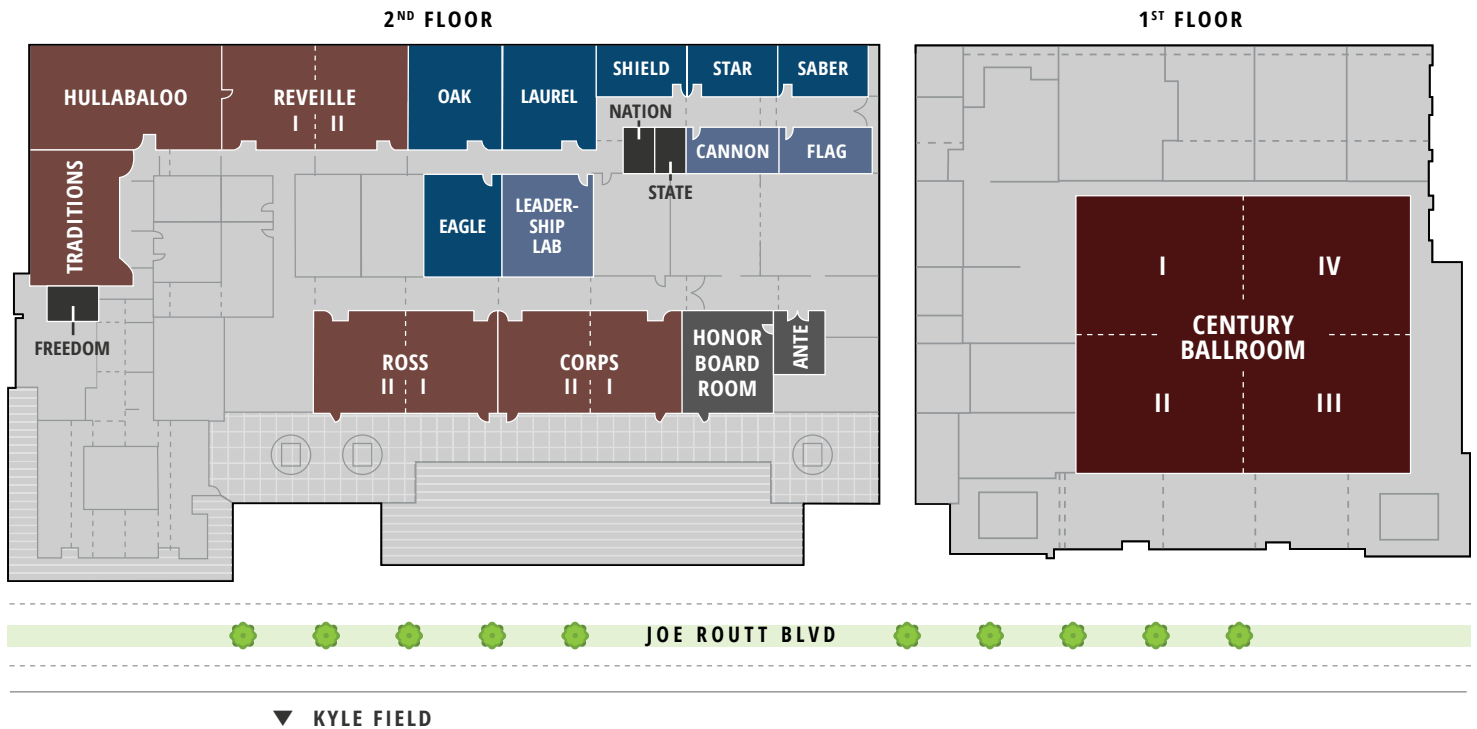 2ND FLOOR
1ST FLOOR
HULLABALOO
REVEILLE
I II
OAK
LAUREL
SHIELD
STAR
SABER
NATION
STATE
CANNON
FLAG
TRADITIONS
EAGLE
LEADER-
SHIP
LAB
FREEDOM
ROSS
II I
CORPS
II I
HONOR
BOARD
ROOM
ANTE
I
IV
CENTURY
BALLROOM
II
III
JOE ROUTT BLVD
▼ KYLE FIELD